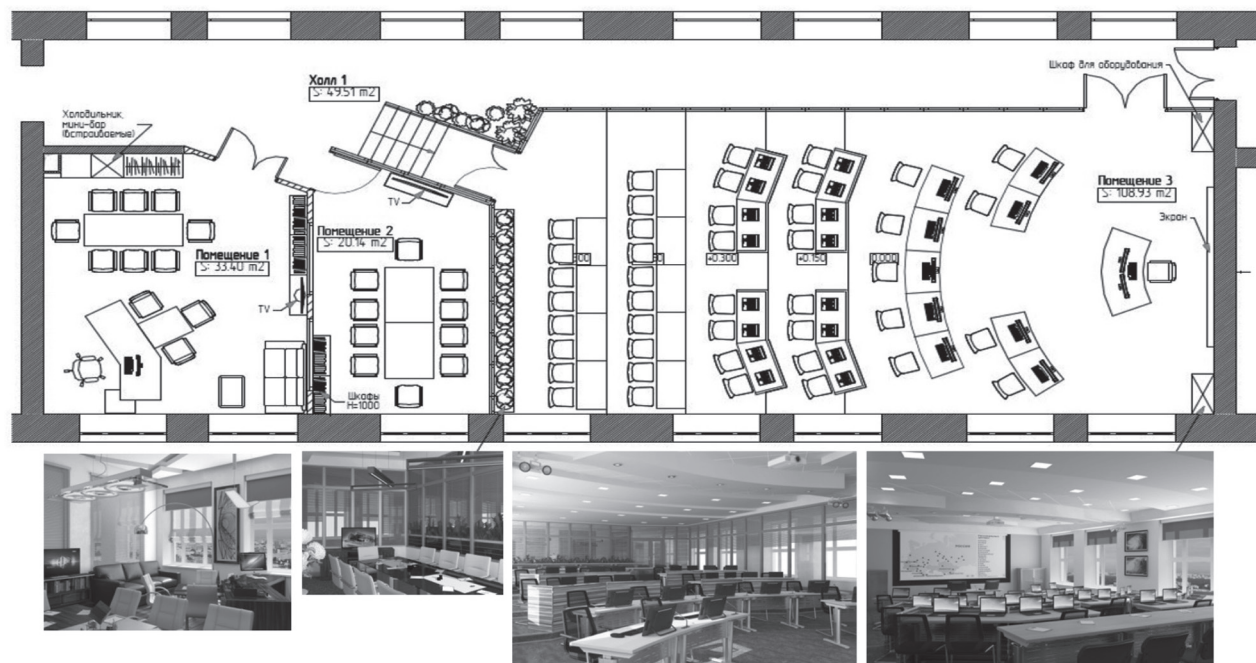 Холл 1
S: 49.51 m2
Шкаф для оборудования
Холодильник,
мини-бар
(встраиваемые)
Помещение 3
S: 108.93 m2
Экран
TV
Помещение 2
S: 20.14 m2
Помещение 1
S: 33.40 m2
+0.300
+0.150
TV
Шкафы
H=1000